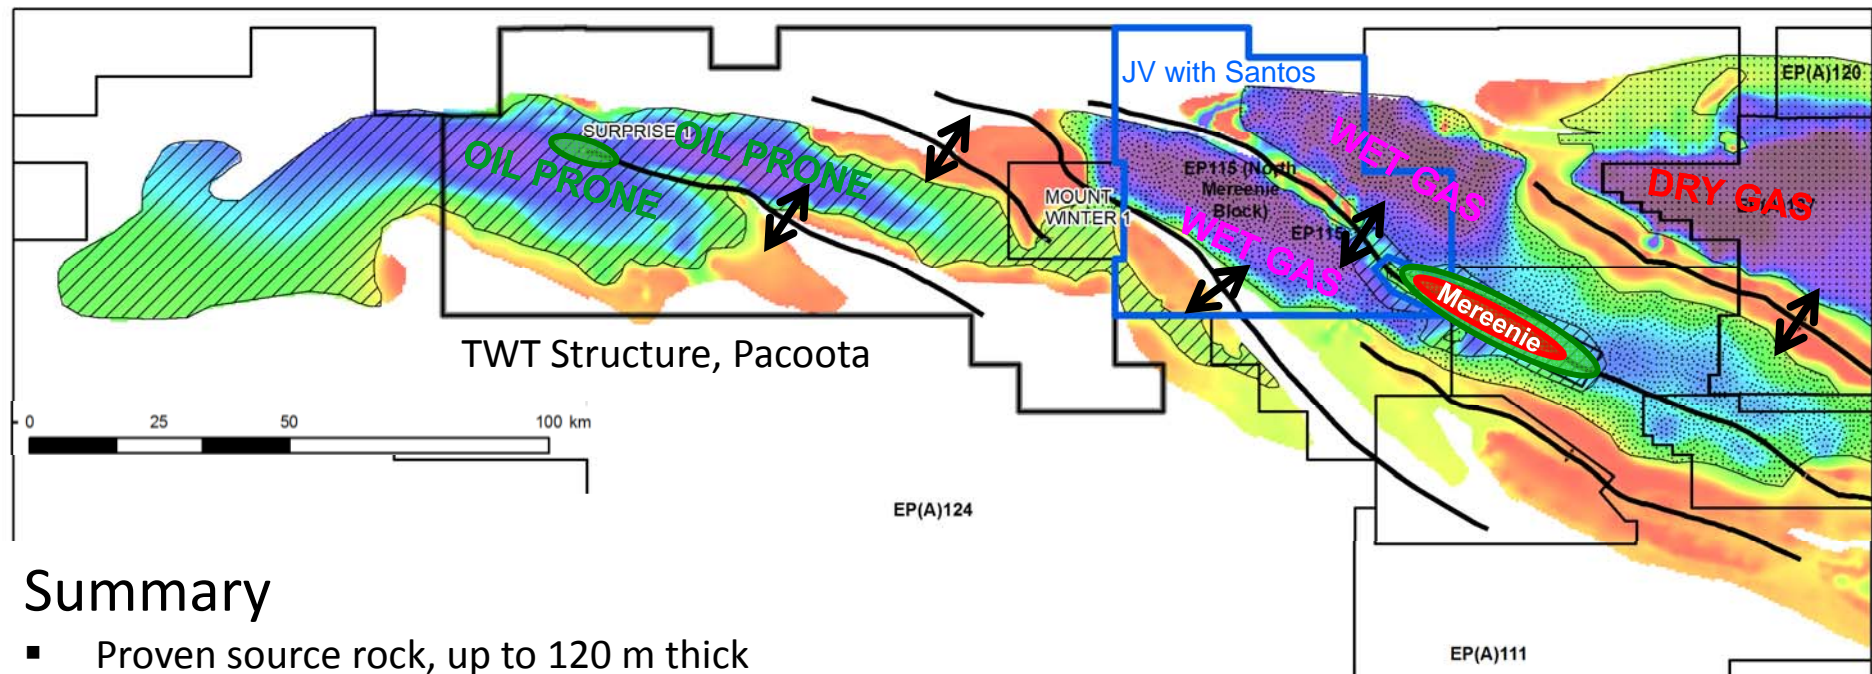 JV with Santos
EP(A)120
SURPRISE 1
OIL PRONE
OIL PRONE
WET GAS
EP115 (North
Mereenie
Block)
DRY GAS
MOUNT
WINTER 1
WET GAS
EP115
Mereenie
TWT Structure, Pacoota
0 25 50 100 km
EP(A)124
Summary
▪ Proven source rock, up to 120 m thick
EP(A)111